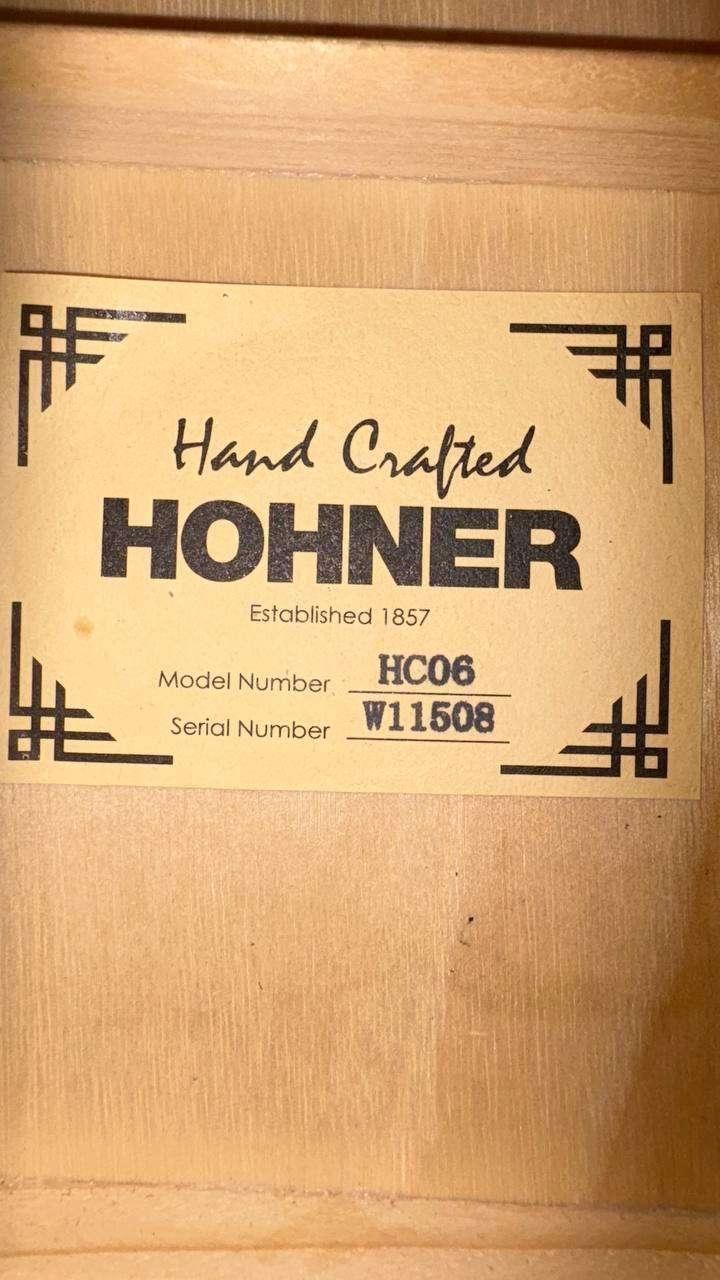 Hand Crafted
HOHNER
Established 1857
Model Number HC06
Serial Number W11508